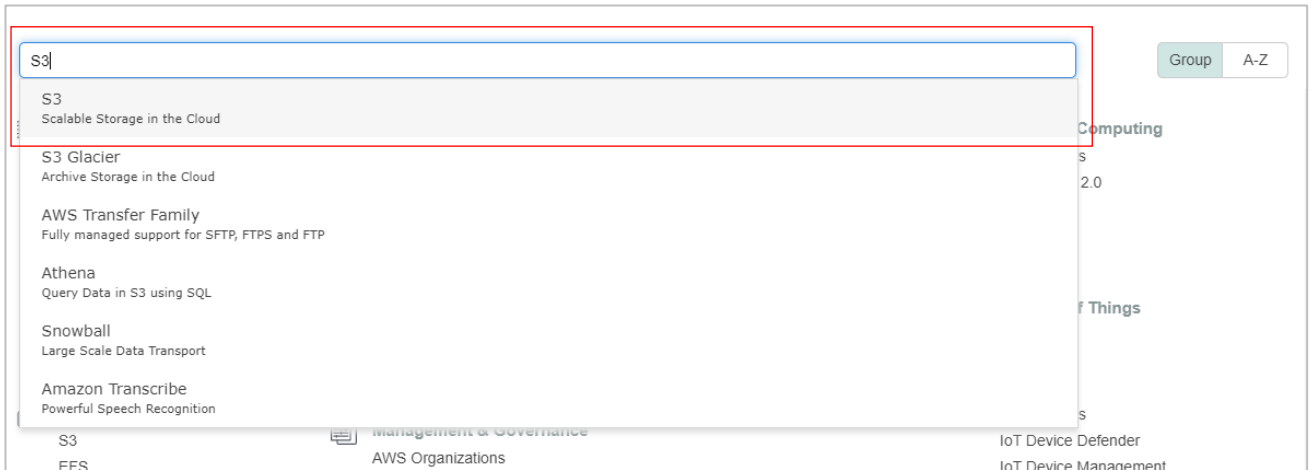 S3
Group A-Z
S3
Scalable Storage in the Cloud
Computing
S3 Glacier
s
Archive Storage in the Cloud
2.0
AWS Transfer Family
Fully managed support for SFTP, FTPS and FTP
Athena
Query Data in S3 using SQL
f Things
Snowball
Large Scale Data Transport
Amazon Transcribe
Powerful Speech Recognition
s
Management & Governance
S3
IoT Device Defender
AWS Organizations
EFS
IoT Device Management